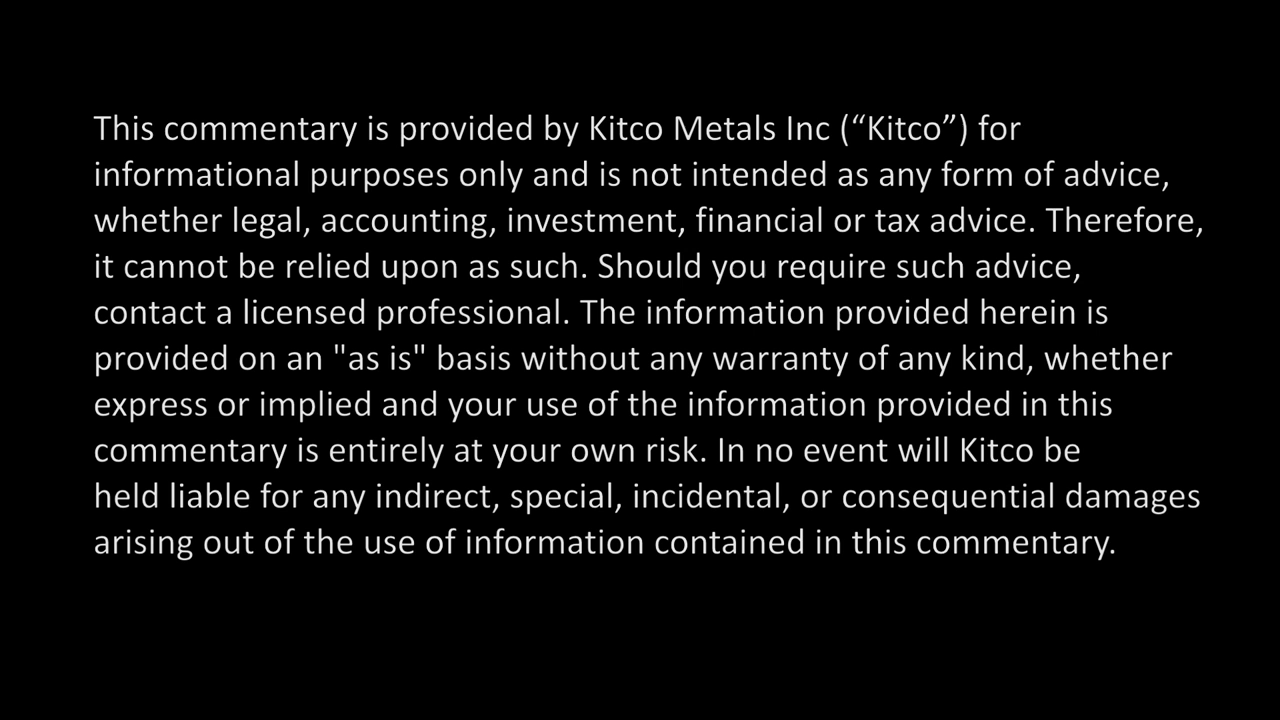 This commentary is provided by Kitco Metals Inc (“Kitco”) for
informational purposes only and is not intended as any form of advice,
whether legal, accounting, investment, financial or tax advice. Therefore,
it cannot be relied upon as such. Should you require such advice,
contact a licensed professional. The information provided herein is
provided on an "as is" basis without any warranty of any kind, whether
express or implied and your use of the information provided in this
commentary is entirely at your own risk. In no event will Kitco be
held liable for any indirect, special, incidental, or consequential damages
arising out of the use of information contained in this commentary.